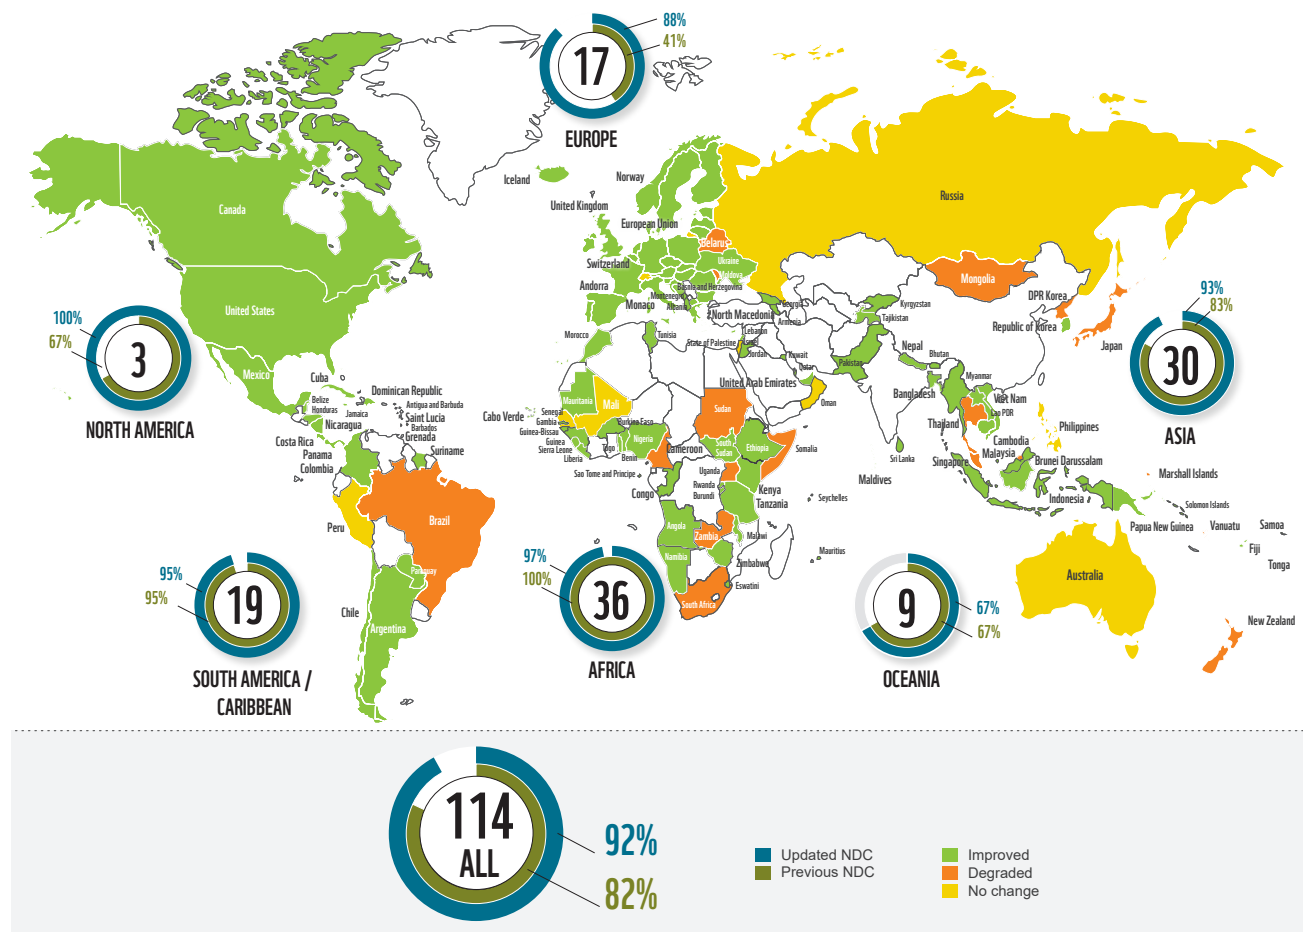 88%
41%
17
EUROPE
Iceland
Norway
United Kingdom
European Union
Russia
Canada
Belarus
Ukraine
Moldova
Switzerland
Andorra
Bosnia and Herzegovina
Montenegro
Albania
Monaco
North Macedonia
Georgia
Armenia
Kyrgyzstan
Tajikistan
Mongolia
DPR Korea
Republic of Korea
Japan
93%
83%
30
ASIA
United States
100%
67%
3
NORTH AMERICA
Mexico
Cuba
Belize
Honduras
Jamaica
Nicaragua
Dominican Republic
Antigua and Barbuda
Saint Lucia
Barbados
Grenada
Costa Rica
Panama
Colombia
Suriname
Morocco
Tunisia
Lebanon
State of Palestine
Israel
Jordan
Kuwait
Qatar
United Arab Emirates
Oman
Pakistan
Nepal
Bhutan
Bangladesh
Myanmar
Viet Nam
Lao PDR
Thailand
Cambodia
Philippines
Malaysia
Brunei Darussalam
Singapore
Sri Lanka
Maldives
Indonesia
Marshall Islands
Solomon Islands
Papua New Guinea
Vanuatu
Samoa
Fiji
Tonga
Cabo Verde
Mauritania
Mali
Senegal
Gambia
Guinea-Bissau
Guinea
Sierra Leone
Liberia
Burkina Faso
Togo
Benin
Nigeria
Sao Tome and Principe
Cameroon
Congo
Sudan
South
Sudan
Ethiopia
Somalia
Uganda
Rwanda
Burundi
Kenya
Tanzania
Seychelles
Angola
Zambia
Malawi
Mauritius
Namibia
Zimbabwe
Eswatini
South Africa
Peru
Brazil
Paraguay
Chile
Argentina
95%
95%
19
SOUTH AMERICA /
CARIBBEAN
97%
100%
36
AFRICA
9
67%
67%
OCEANIA
Australia
New Zealand
114
ALL
92%
82%
Updated NDC
Previous NDC
Improved
Degraded
No change